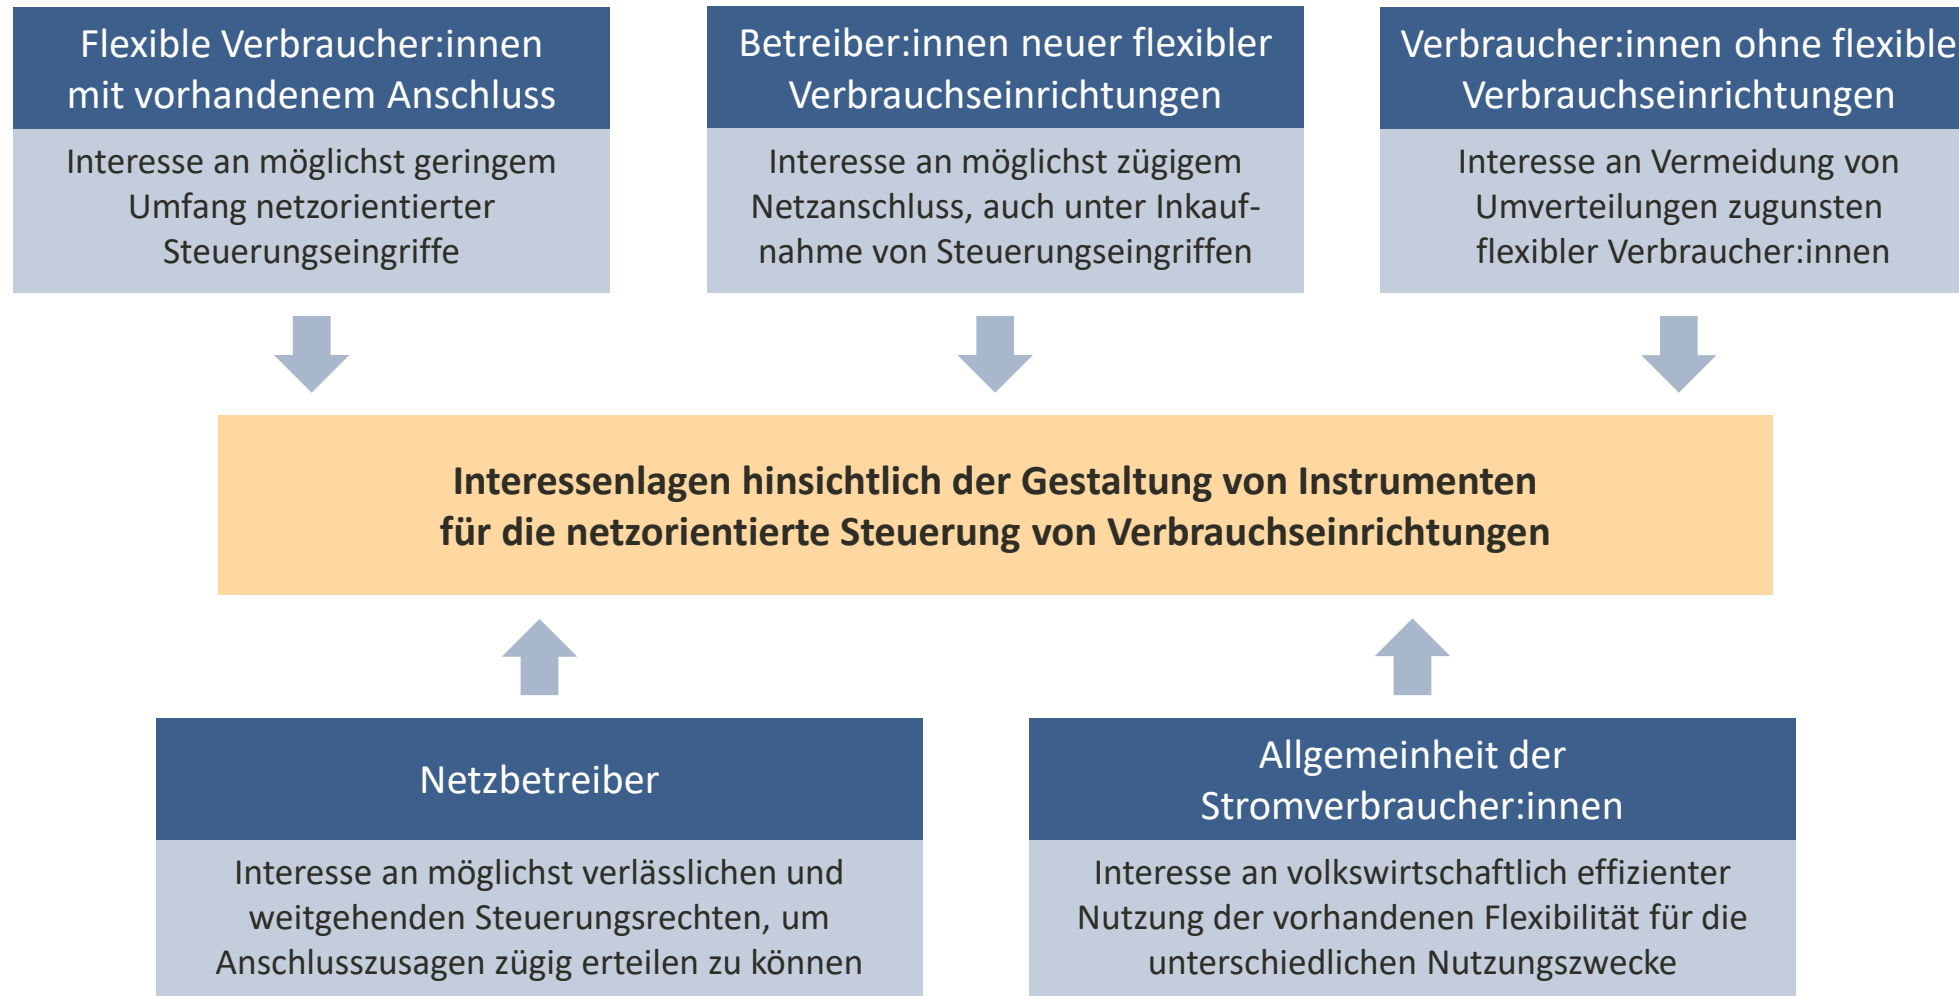 Flexible Verbraucher:innen
mit vorhandenem Anschluss
Interesse an möglichst geringem
Umfang netzorientierter
Steuerungseingriffe
Betreiber:innen neuer flexibler
Verbrauchseinrichtungen
Interesse an möglichst zügigem
Netzanschluss, auch unter Inkauf-
nahme von Steuerungseingriffen
Verbraucher:innen ohne flexible
Verbrauchseinrichtungen
Interesse an Vermeidung von
Umverteilungen zugunsten
flexibler Verbraucher:innen
Interessenlagen hinsichtlich der Gestaltung von Instrumenten
für die netzorientierte Steuerung von Verbrauchseinrichtungen
Netzbetreiber
Interesse an möglichst verlässlichen und
weitgehenden Steuerungsrechten, um
Anschlusszusagen zügig erteilen zu können
Allgemeinheit der
Stromverbraucher:innen
Interesse an volkswirtschaftlich effizienter
Nutzung der vorhandenen Flexibilität für die
unterschiedlichen Nutzungszwecke